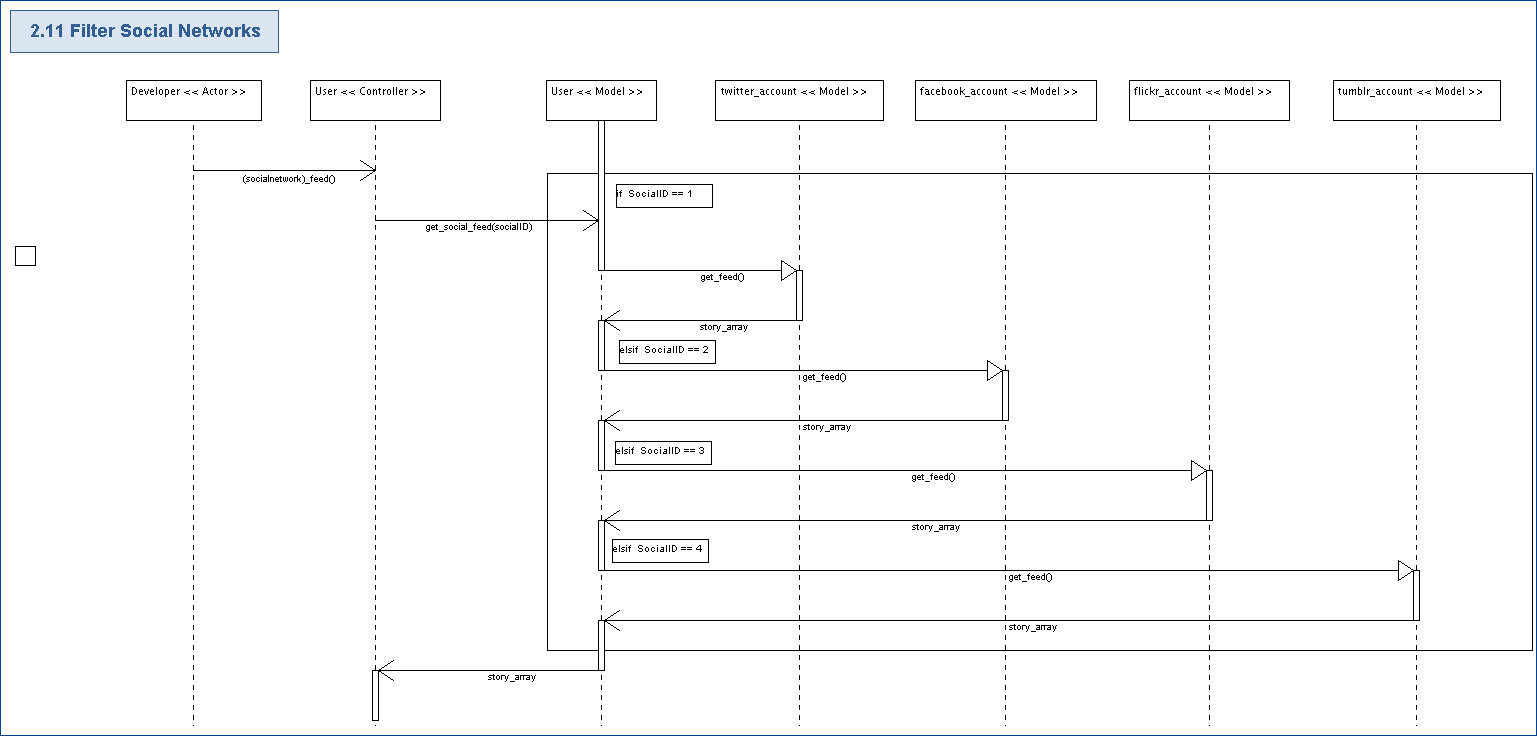 2.11 Filter Social Networks
Developer << Actor >>
User << Controller >>
User << Model >>
twitter_account << Model >>
facebook_account << Model >>
flickr_account << Model >>
tumblr_account << Model >>
(socialnetwork)_feed()
if SocialID == 1
get_social_feed(socialID)
get_feed()
story_array
elsif SocialID == 2
get_feed()
story_array
elsif SocialID == 3
get_feed()
story_array
elsif SocialID == 4
get_feed()
story_array
story_array